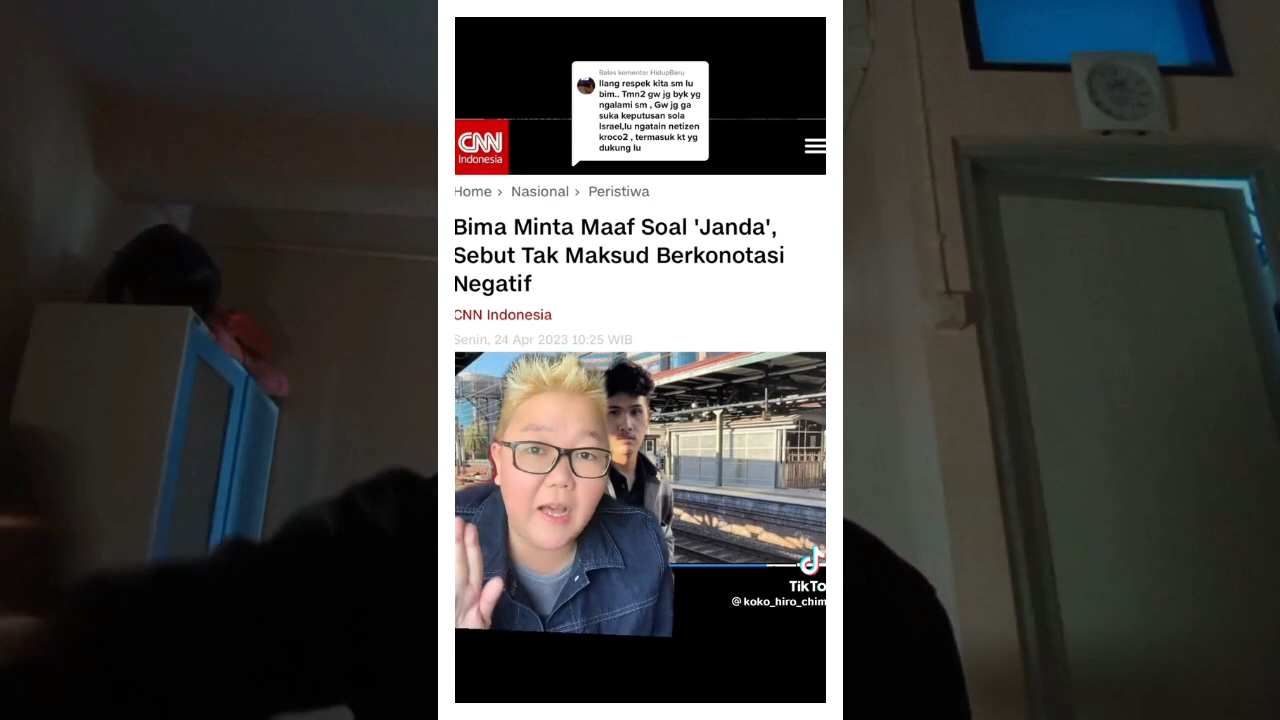 Balas komentar HidupBaru
Ilang respek kita sm lu
bim.. Tmn2 gw jg byk yg
ngalami sm , Gw jg ga
suka keputusan sola
Israel,lu ngatain netizen
kroco2 , termasuk kt yg
dukung lu
CNN
Indonesia
Home › Nasional › Peristiwa
Bima Minta Maaf Soal 'Janda',
Sebut Tak Maksud Berkonotasi
Negatif
CNN Indonesia
Senin, 24 Apr 2023 10:25 WIB
TikTo
@koko_hiro_chim